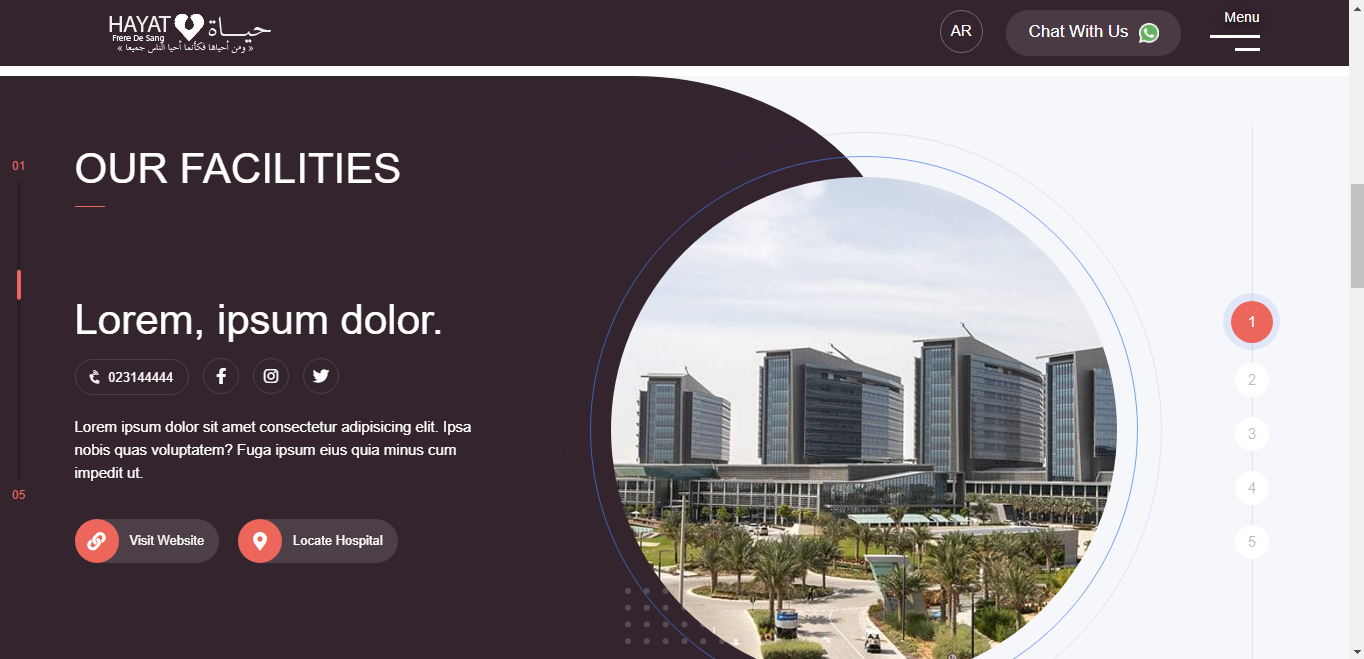 HAYAT حيـاة
Frere De Sang
« ومن أحياها فكأنما أحيا الناس جميعا »
AR
Chat With Us
Menu
01
OUR FACILITIES
Lorem, ipsum dolor.
023144444
Lorem ipsum dolor sit amet consectetur adipisicing elit. Ipsa
nobis quas voluptatem? Fuga ipsum eius quia minus cum
impedit ut.
05
Visit Website
Locate Hospital
1
2
3
4
5